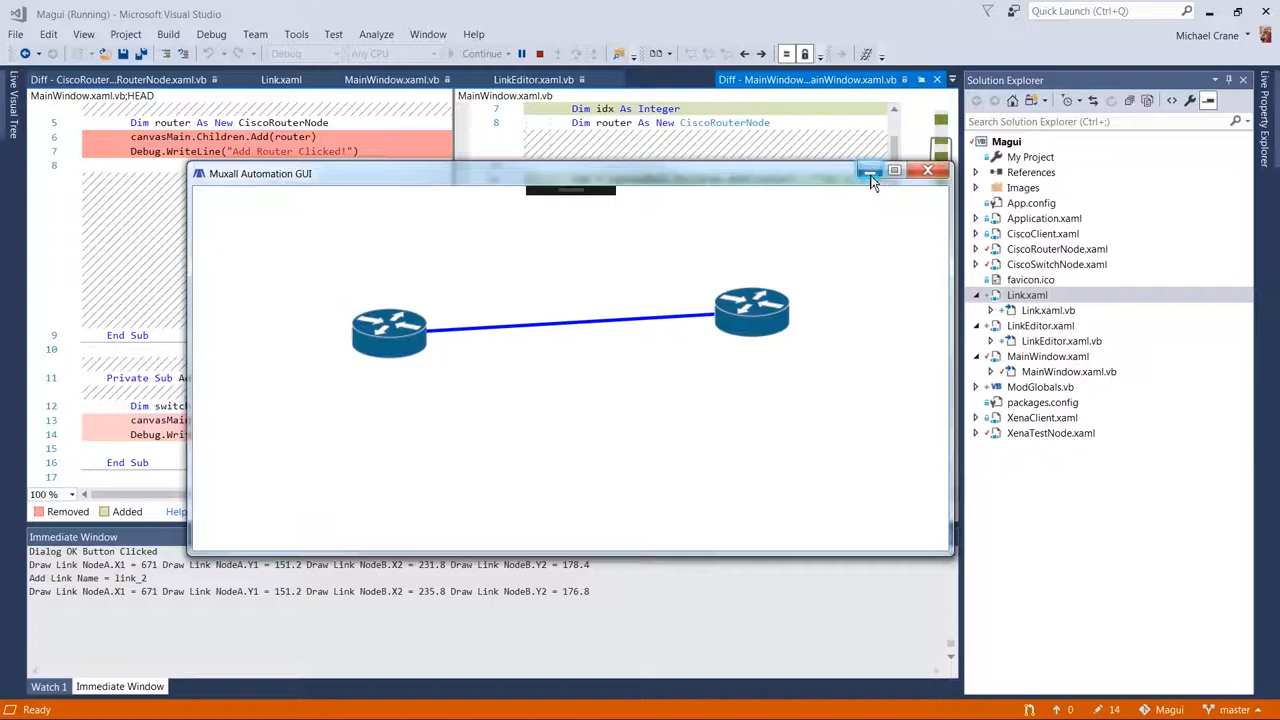 Magui (Running) - Microsoft Visual Studio
Quick Launch (Ctrl+Q)
File Edit View Project Build Debug Team Tools Test Analyze Window Help
Michael Crane
Debug Any CPU Continue
Live Visual Tree
Diff - CiscoRouter...RouterNode.xaml.vb Link.xaml MainWindow.xaml.vb LinkEditor.xaml.vb Diff - MainWindow...ainWindow.xaml.vb
MainWindow.xaml.vb;HEAD
MainWindow.xaml.vb
5 Dim router As New CiscoRouterNode
6 canvasMain.Children.Add(router)
7 Debug.WriteLine("Add Router Clicked!")
8
9 End Sub
10
11 Private Sub
12 Dim switc
13 canvasMai
14 Debug.Wri
15
16 End Sub
17
7 Dim idx As Integer
8 Dim router As New CiscoRouterNode
Muxall Automation GUI
100 %
Removed Added Help
Immediate Window
Dialog OK Button Clicked
Draw Link NodeA.X1 = 671 Draw Link NodeA.Y1 = 151.2 Draw Link NodeB.X2 = 231.8 Draw Link NodeB.Y2 = 178.4
Add Link Name = link_2
Draw Link NodeA.X1 = 671 Draw Link NodeA.Y1 = 151.2 Draw Link NodeB.X2 = 235.8 Draw Link NodeB.Y2 = 176.8
Watch 1 Immediate Window
Solution Explorer
Search Solution Explorer (Ctrl+;)
Magui
My Project
References
Images
App.config
Application.xaml
CiscoClient.xaml
CiscoRouterNode.xaml
CiscoSwitchNode.xaml
favicon.ico
Link.xaml
Link.xaml.vb
LinkEditor.xaml
LinkEditor.xaml.vb
MainWindow.xaml
MainWindow.xaml.vb
ModGlobals.vb
packages.config
XenaClient.xaml
XenaTestNode.xaml
Live Property Explorer
Ready
0 14 Magui master